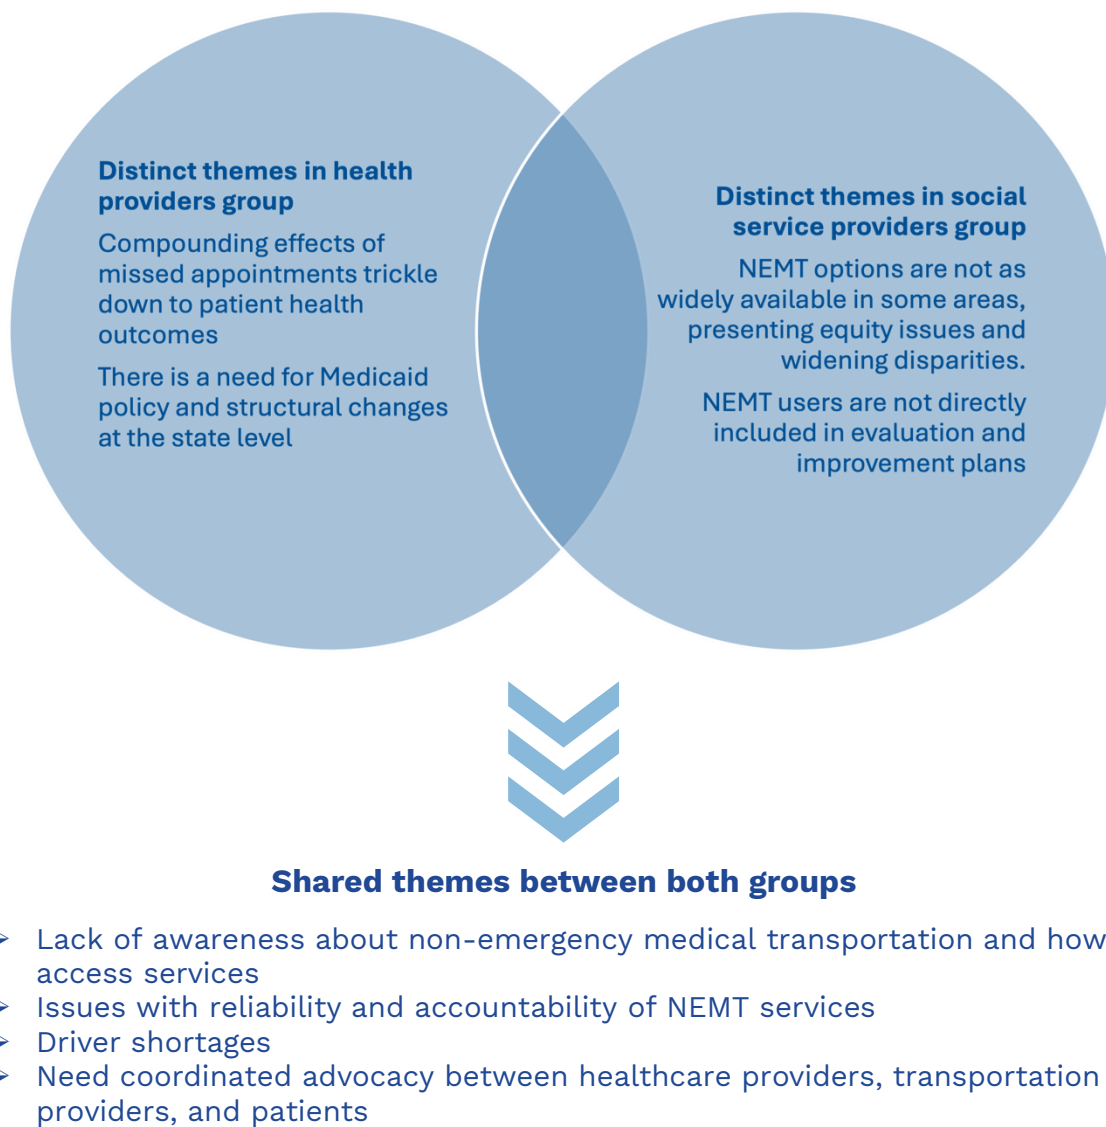 Distinct themes in health
providers group
Compounding effects of
missed appointments trickle
down to patient health
outcomes
There is a need for Medicaid
policy and structural changes
at the state level
Distinct themes in social
service providers group
NEMT options are not as
widely available in some areas,
presenting equity issues and
widening disparities.
NEMT users are not directly
included in evaluation and
improvement plans
Shared themes between both groups
Lack of awareness about non-emergency medical transportation and how
access services
Issues with reliability and accountability of NEMT services
Driver shortages
Need coordinated advocacy between healthcare providers, transportation
providers, and patients